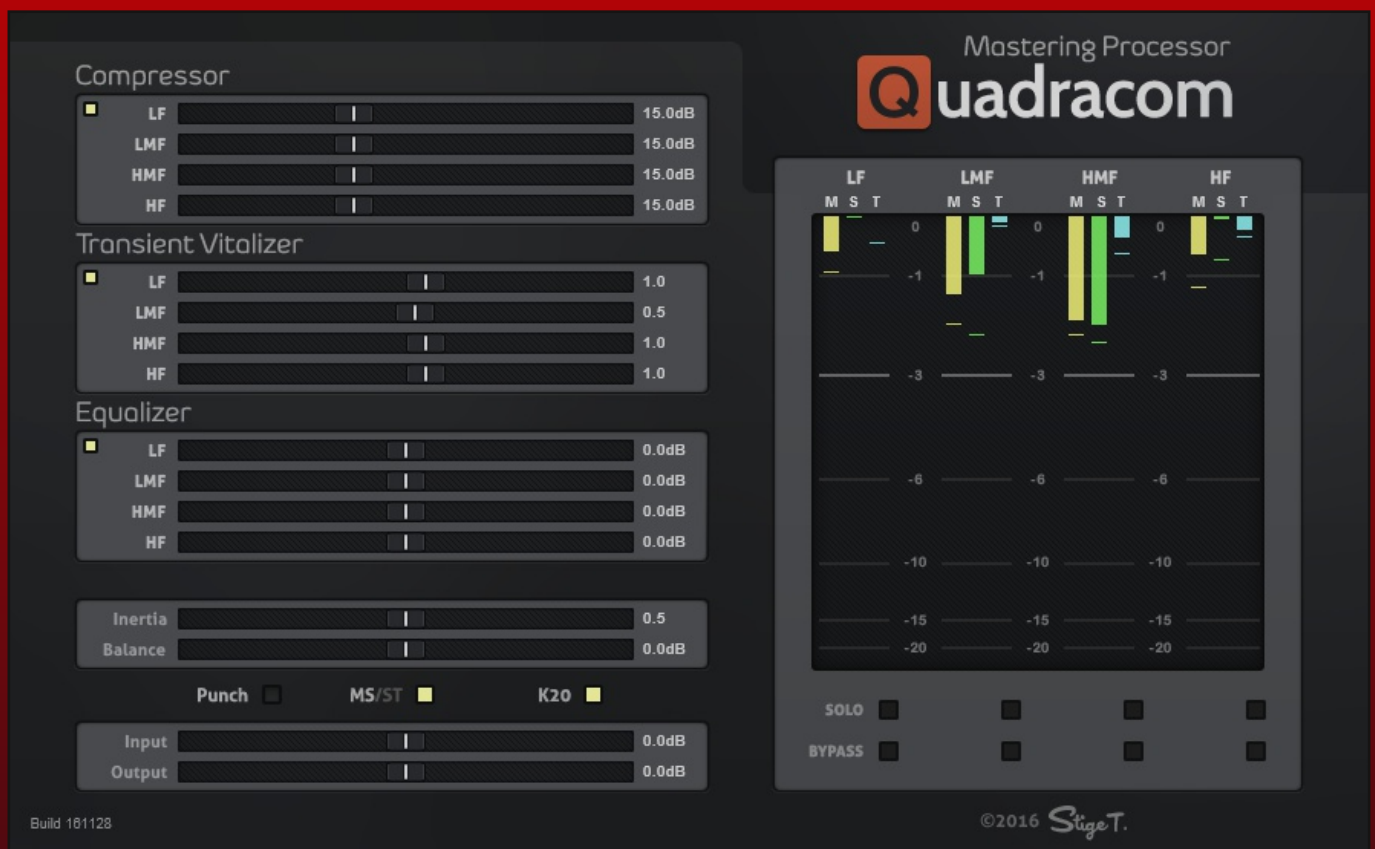 Mastering Processor
Quadracom
Compressor
LF 15.0dB
LMF 15.0dB
HMF 15.0dB
HF 15.0dB
Transient Vitalizer
LF 1.0
LMF 0.5
HMF 1.0
HF 1.0
Equalizer
LF 0.0dB
LMF 0.0dB
HMF 0.0dB
HF 0.0dB
Inertia 0.5
Balance 0.0dB
Punch MS/ST K20
Input 0.0dB
Output 0.0dB
Build 161128
LF LMF HMF HF
M S T M S T M S T M S T
0 0 0
-1 -1 -1
-3 -3 -3
-6 -6 -6
-10 -10 -10
-15 -15 -15
-20 -20 -20
SOLO
BYPASS
©2016 Stige T.